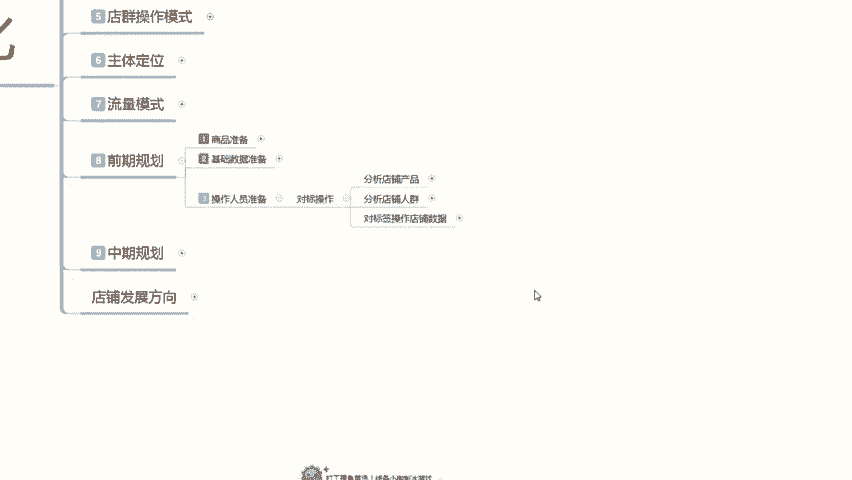 5 店群操作模式
6 主体定位
7 流量模式
8 前期规划
1 商品准备
2 基础数据准备
3 操作人员准备
对标操作
分析店铺产品
分析店铺人群
对标签操作店铺数据
9 中期规划
店铺发展方向